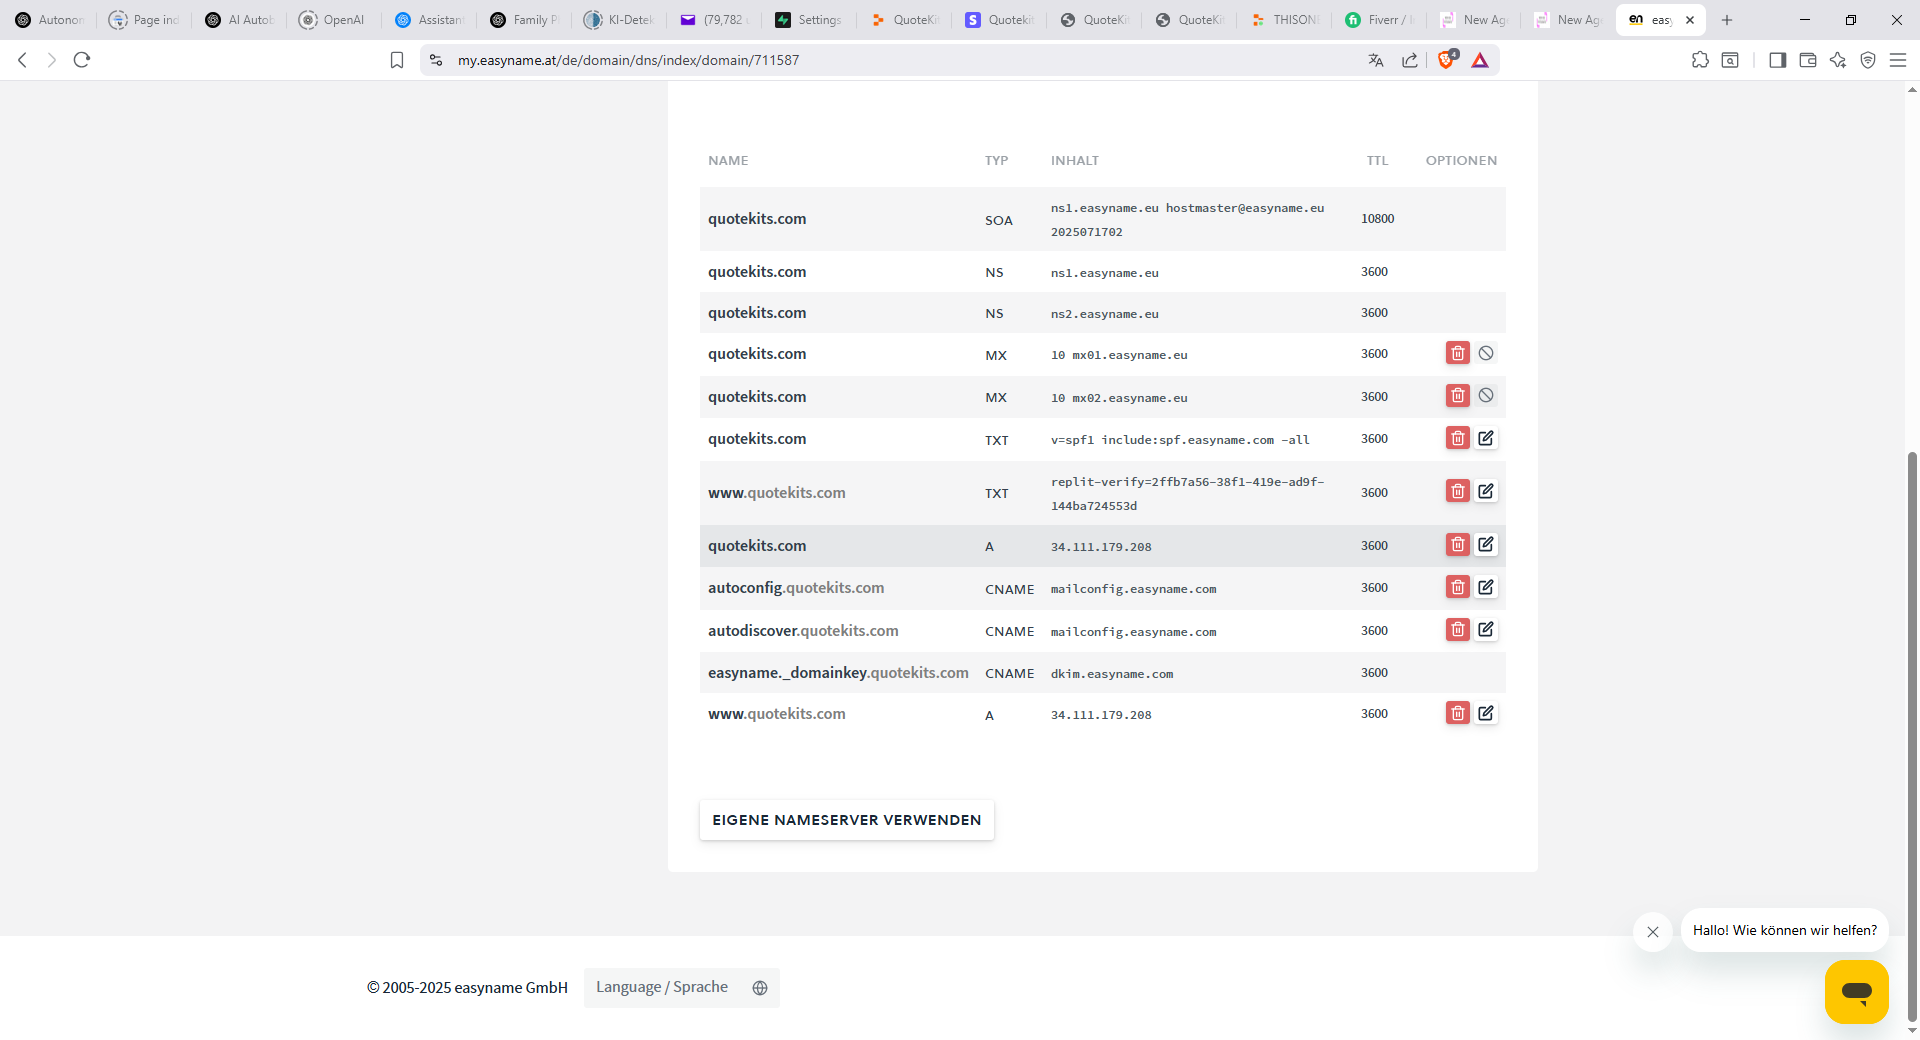 Autonon
Page ind
AI Autob
OpenAI
Assistant
Family P
KI-Detek
(79,782 u
Settings
QuoteKit
Quotekit
QuoteKit
QuoteKit
THISON
Fiverr / I
New Age
New Age
easy
my.easyname.at/de/domain/dns/index/domain/711587
4
NAME TYP INHALT TTL OPTIONEN
quotekits.com SOA ns1.easyname.eu hostmaster@easyname.eu 10800
2025071702
quotekits.com NS ns1.easyname.eu 3600
quotekits.com NS ns2.easyname.eu 3600
quotekits.com MX 10 mx01.easyname.eu 3600
quotekits.com MX 10 mx02.easyname.eu 3600
quotekits.com TXT v=spf1 include:spf.easyname.com -all 3600
www.quotekits.com TXT replit-verify=2ffb7a56-38f1-419e-ad9f- 3600
144ba724553d
quotekits.com A 34.111.179.208 3600
autoconfig.quotekits.com CNAME mailconfig.easyname.com 3600
autodiscover.quotekits.com CNAME mailconfig.easyname.com 3600
easyname._domainkey.quotekits.com CNAME dkim.easyname.com 3600
www.quotekits.com A 34.111.179.208 3600
EIGENE NAMESERVER VERWENDEN
Hallo! Wie können wir helfen?
© 2005-2025 easyname GmbH
Language / Sprache